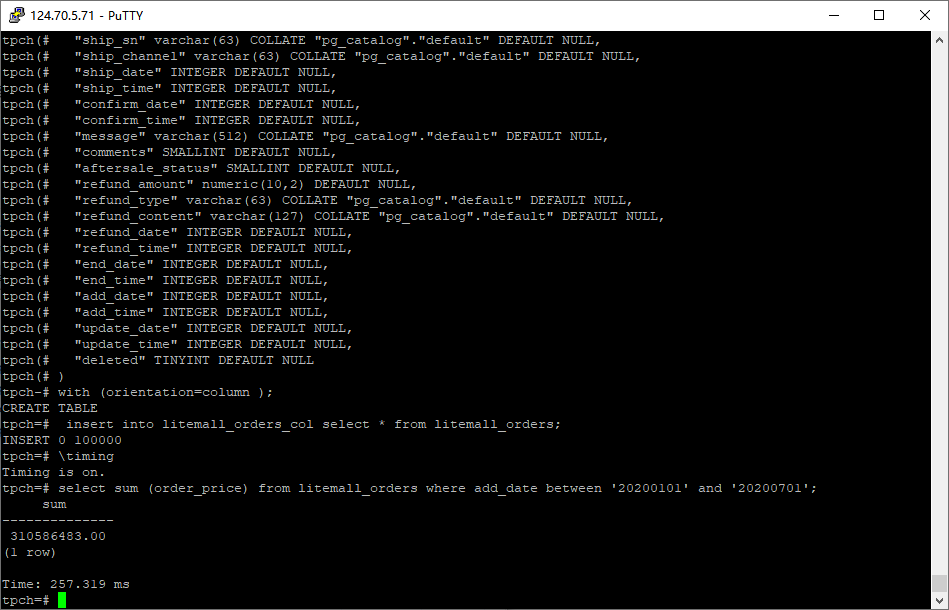 124.70.5.71 - PuTTY
tpch(#   "ship_sn" varchar(63) COLLATE "pg_catalog"."default" DEFAULT NULL,
tpch(#   "ship_channel" varchar(63) COLLATE "pg_catalog"."default" DEFAULT NULL,
tpch(#   "ship_date" INTEGER DEFAULT NULL,
tpch(#   "ship_time" INTEGER DEFAULT NULL,
tpch(#   "confirm_date" INTEGER DEFAULT NULL,
tpch(#   "confirm_time" INTEGER DEFAULT NULL,
tpch(#   "message" varchar(512) COLLATE "pg_catalog"."default" DEFAULT NULL,
tpch(#   "comments" SMALLINT DEFAULT NULL,
tpch(#   "aftersale_status" SMALLINT DEFAULT NULL,
tpch(#   "refund_amount" numeric(10,2) DEFAULT NULL,
tpch(#   "refund_type" varchar(63) COLLATE "pg_catalog"."default" DEFAULT NULL,
tpch(#   "refund_content" varchar(127) COLLATE "pg_catalog"."default" DEFAULT NULL,
tpch(#   "refund_date" INTEGER DEFAULT NULL,
tpch(#   "refund_time" INTEGER DEFAULT NULL,
tpch(#   "end_date" INTEGER DEFAULT NULL,
tpch(#   "end_time" INTEGER DEFAULT NULL,
tpch(#   "add_date" INTEGER DEFAULT NULL,
tpch(#   "add_time" INTEGER DEFAULT NULL,
tpch(#   "update_date" INTEGER DEFAULT NULL,
tpch(#   "update_time" INTEGER DEFAULT NULL,
tpch(#   "deleted" TINYINT DEFAULT NULL
tpch(# )
tpch-# with (orientation=column );
CREATE TABLE
tpch=#  insert into litemall_orders_col select * from litemall_orders;
INSERT 0 100000
tpch=# \timing
Timing is on.
tpch=# select sum (order_price) from litemall_orders where add_date between '20200101' and '20200701';
     sum
--------------
 310586483.00
(1 row)

Time: 257.319 ms
tpch=#